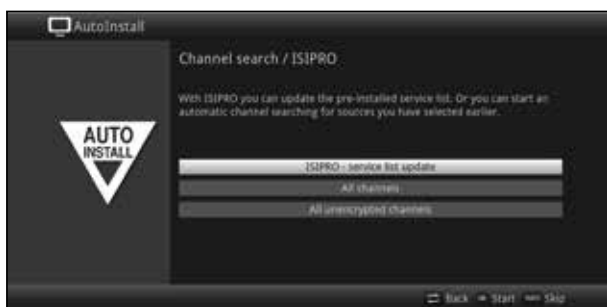 AutoInstall
Channel search / ISIPRO
With ISIPRO you can update the pre-installed service list. Or you can start an
automatic channel searching for sources you have selected earlier.
AUTO
INSTALL
ISIPRO - service list update
All channels
All unencrypted channels
Back Start Skip